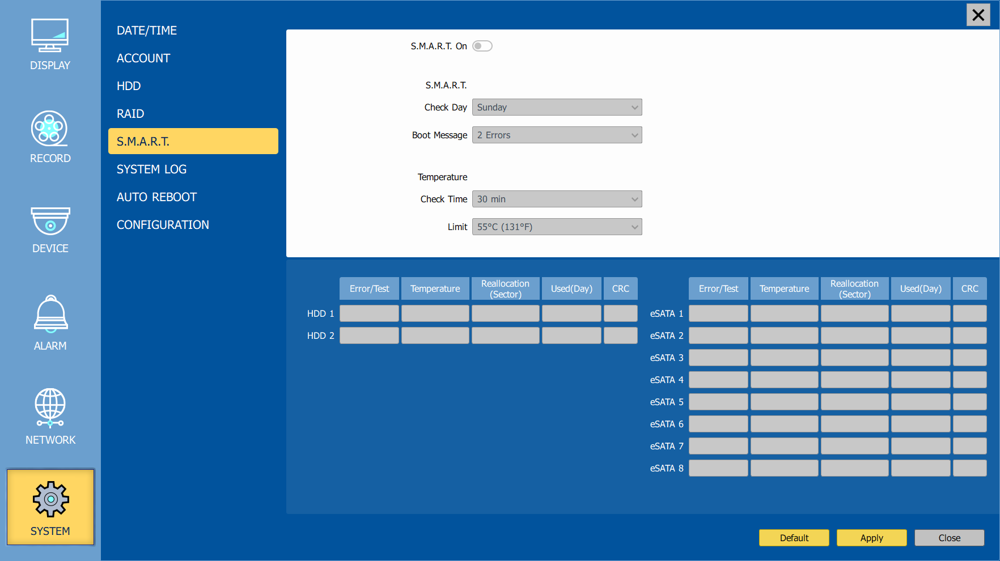 DISPLAY
RECORD
DEVICE
ALARM
NETWORK
SYSTEM
DATE/TIME
ACCOUNT
HDD
RAID
S.M.A.R.T.
SYSTEM LOG
AUTO REBOOT
CONFIGURATION
S.M.A.R.T. On
S.M.A.R.T.
Check Day Sunday
Boot Message 2 Errors
Temperature
Check Time 30 min
Limit 55°C (131°F)
Error/Test Temperature Reallocation (Sector) Used(Day) CRC
HDD 1
HDD 2
Error/Test Temperature Reallocation (Sector) Used(Day) CRC
eSATA 1
eSATA 2
eSATA 3
eSATA 4
eSATA 5
eSATA 6
eSATA 7
eSATA 8
Default Apply Close